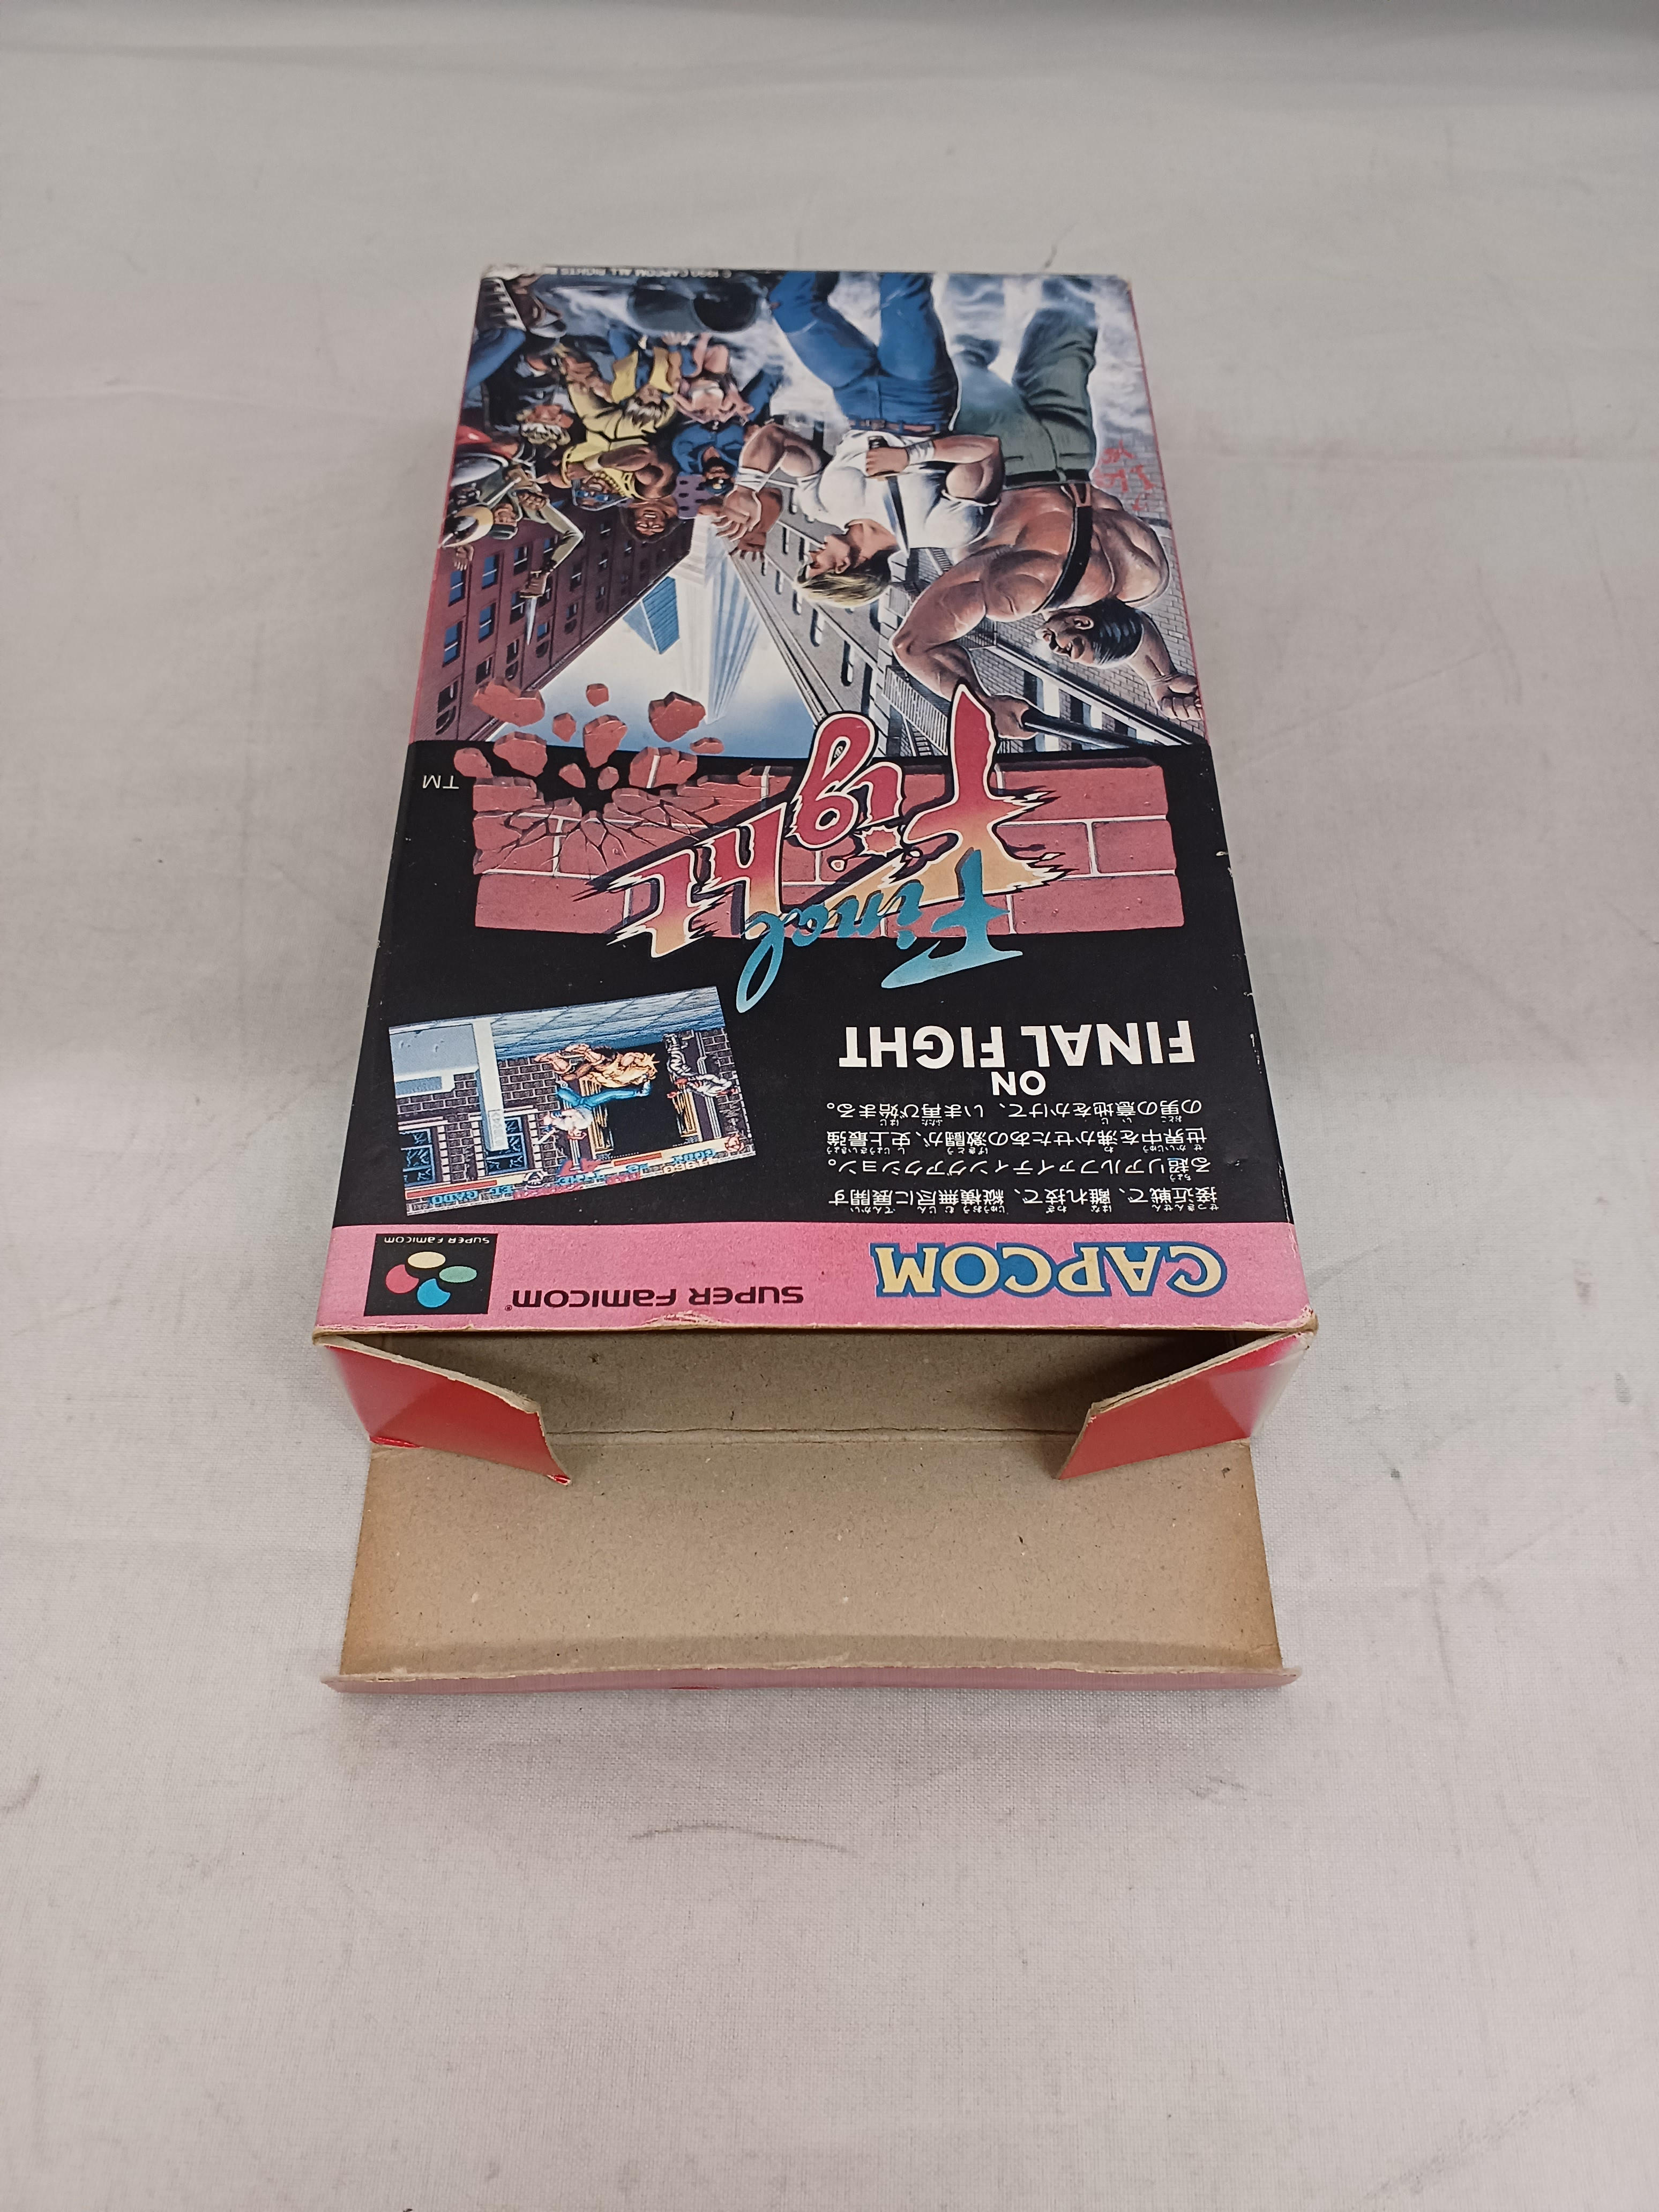 CAPCOM
SUPER FAMICOM®
SUPER FAMICOM
接近戦で、離れ技で、縦横無尽に展開す
る超リアルファイティングアクション。
世界中を沸かせたあの激闘が、史上最強
の男の意地をかけて、いま再び始まる。
ON
FINAL FIGHT
Final
Fight
TM
© 1990 CAPCOM ALL RIGHTS